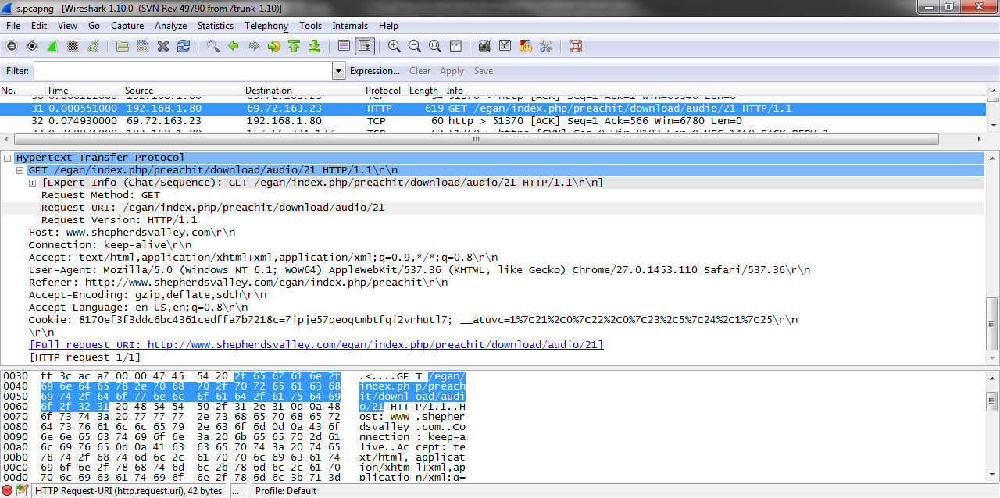 s.pcapng [Wireshark 1.10.0 (SVN Rev 49790 from /trunk-1.10)]
File Edit View Go Capture Analyze Statistics Telephony Tools Internals Help
Filter: Expression... Clear Apply Save
No. Time Source Destination Protocol Length Info
31 0.000551000 192.168.1.80 69.72.163.23 HTTP 619 GET /egan/index.php/preachit/download/audio/21 HTTP/1.1
32 0.074930000 69.72.163.23 192.168.1.80 TCP 60 http > 51370 [ACK] Seq=1 Ack=566 Win=6780 Len=0
Hypertext Transfer Protocol
GET /egan/index.php/preachit/download/audio/21 HTTP/1.1\r\n
[Expert Info (Chat/Sequence): GET /egan/index.php/preachit/download/audio/21 HTTP/1.1\r\n]
Request Method: GET
Request URI: /egan/index.php/preachit/download/audio/21
Request Version: HTTP/1.1
Host: www.shepherdsvalley.com\r\n
Connection: keep-alive\r\n
Accept: text/html,application/xhtml+xml,application/xml;q=0.9,*/*;q=0.8\r\n
User-Agent: Mozilla/5.0 (Windows NT 6.1; WOW64) AppleWebKit/537.36 (KHTML, like Gecko) Chrome/27.0.1453.110 Safari/537.36\r\n
Referer: http://www.shepherdsvalley.com/egan/index.php/preachit\r\n
Accept-Encoding: gzip,deflate,sdch\r\n
Accept-Language: en-US,en;q=0.8\r\n
Cookie: 8170ef3f3ddc6bc4361cedffa7b7218c=7ipje57qeoqtmbtfqi2vrhutl7; __atuvc=1%7C21%2C0%7C22%2C0%7C23%2C5%7C24%2C1%7C25\r\n
\r\n
[Full request URI: http://www.shepherdsvalley.com/egan/index.php/preachit/download/audio/21]
[HTTP request 1/1]
0030 ff 3c ac a7 00 00 47 45 54 20 2f 65 67 61 6e 2f .<....GE T /egan/
0040 69 6e 64 65 78 2e 70 68 70 2f 70 72 65 61 63 68 index.ph p/preach
0050 69 74 2f 64 6f 77 6e 6c 6f 61 64 2f 61 75 64 69 it/downl oad/audi
0060 6f 2f 32 31 20 48 54 54 50 2f 31 2e 31 0d 0a 48 o/21 HTT P/1.1..H
0070 6f 73 74 3a 20 77 77 77 2e 73 68 65 70 68 65 72 ost: www .shepher
0080 64 73 76 61 6c 6c 65 79 2e 63 6f 6d 0d 0a 43 6f dsvalley .com..Co
0090 6e 6e 65 63 74 69 6f 6e 3a 20 6b 65 65 70 2d 61 nnection : keep-a
00a0 6c 69 76 65 0d 0a 41 63 63 65 70 74 3a 20 74 65 live..Ac cept: te
00b0 78 74 2f 68 74 6d 6c 2c 61 70 70 6c 69 63 61 74 xt/html, applicat
00c0 69 6f 6e 2f 78 68 74 6d 6c 2b 78 6d 6c 2c 61 70 ion/xhtm l+xml,ap
00d0 70 6c 69 63 61 74 69 6f 6e 2f 78 6d 6c 3b 71 3d plicatio n/xml;q=
HTTP Request-URI (http.request.uri), 42 bytes ... Profile: Default